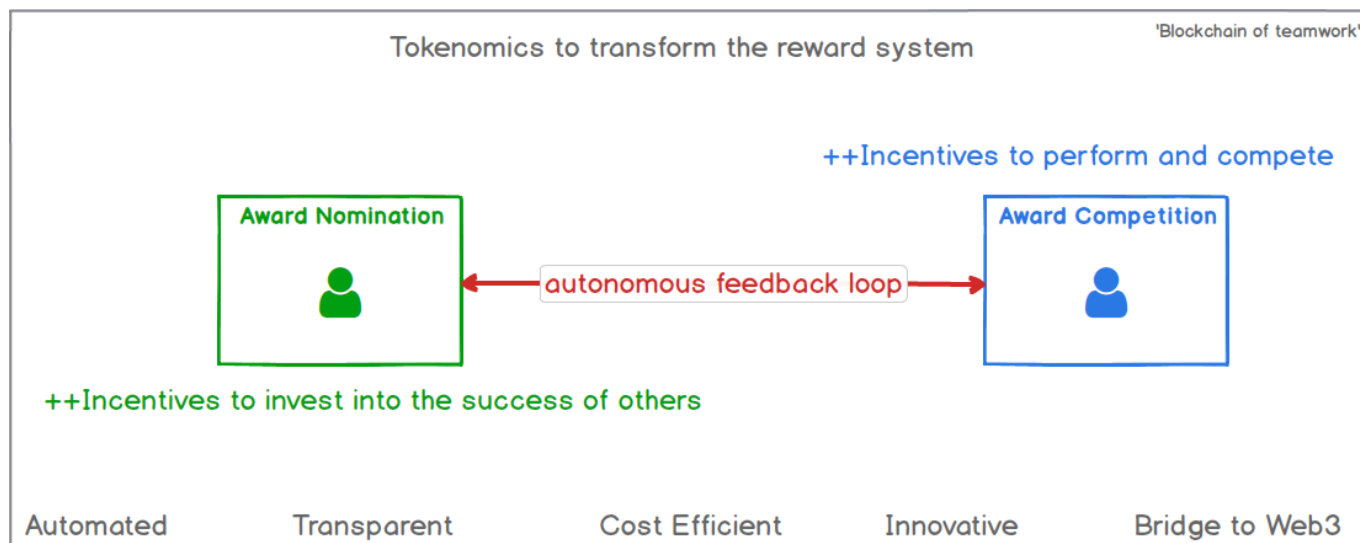 'Blockchain of teamwork'
Tokenomics to transform the reward system
++Incentives to perform and compete
Award Nomination
Award Competition
autonomous feedback loop
++Incentives to invest into the success of others
Automated
Transparent
Cost Efficient
Innovative
Bridge to Web3